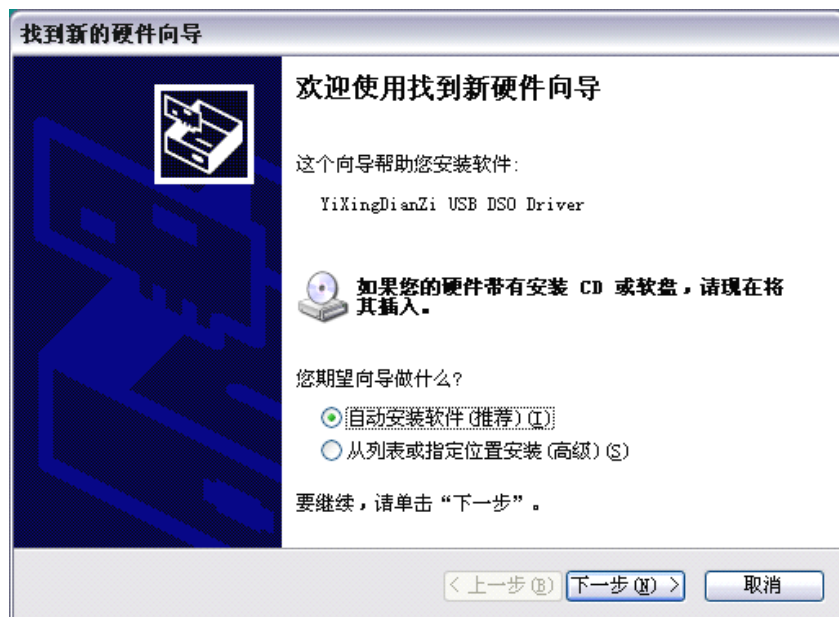 找到新的硬件向导
欢迎使用找到新硬件向导
这个向导帮助您安装软件:
YiXingDianZi USB DSO Driver
如果您的硬件带有安装 CD 或软盘，请现在将
其插入。
您期望向导做什么?
自动安装软件(推荐)(I)
从列表或指定位置安装(高级)(S)
要继续，请单击“下一步”。
< 上一步(B) 下一步(N) > 取消